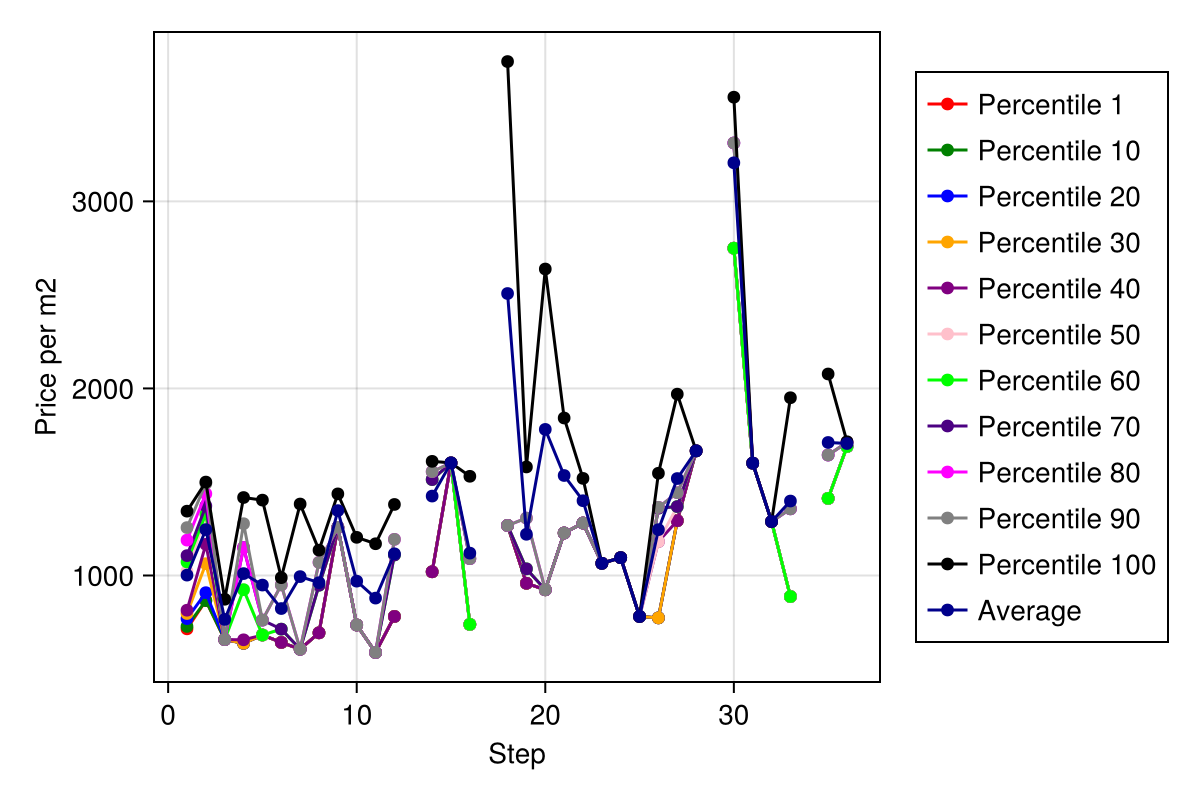 3000
2000
1000
Price per m2
0 10 20 30
Step
Percentile 1
Percentile 10
Percentile 20
Percentile 30
Percentile 40
Percentile 50
Percentile 60
Percentile 70
Percentile 80
Percentile 90
Percentile 100
Average